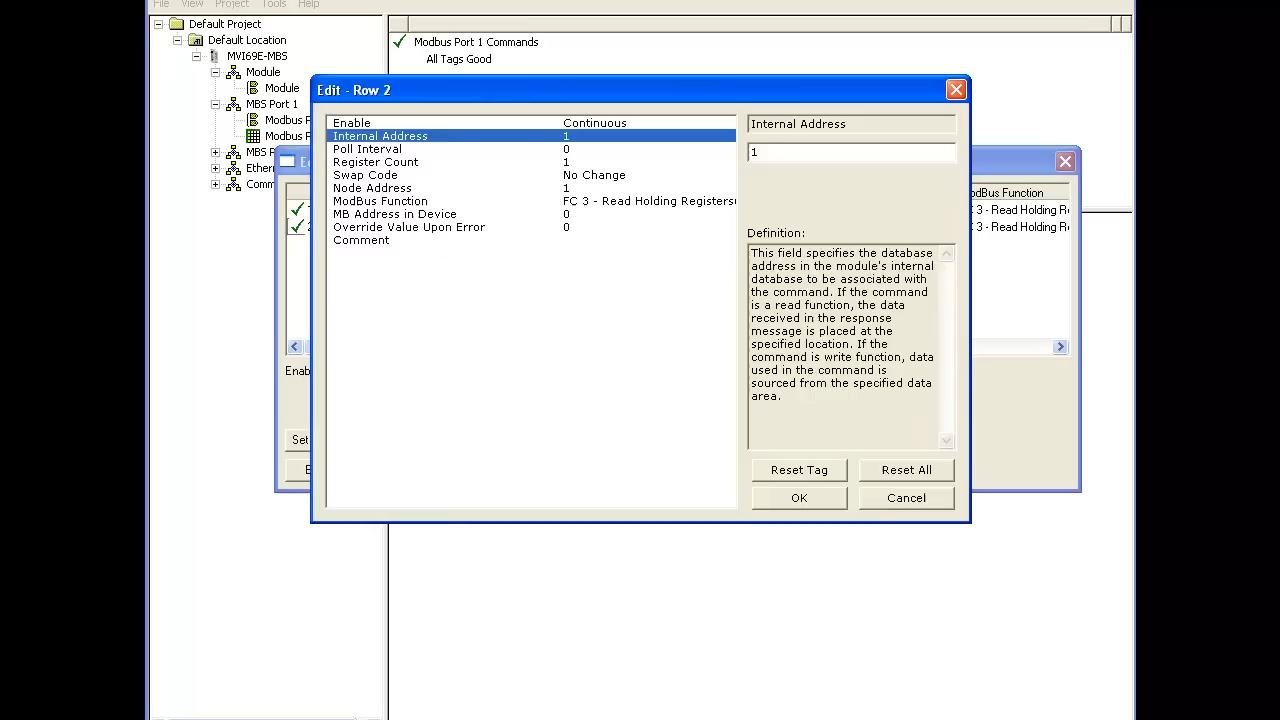 File View Project Tools Help
Default Project
Default Location
MVI69E-MBS
Module
Module
MBS Port 1
Modbus P
Modbus P
MBS P
Ether
Comm
Modbus Port 1 Commands
All Tags Good
Edit - Row 2
Enable Continuous
Internal Address 1
Poll Interval 0
Register Count 1
Swap Code No Change
Node Address 1
ModBus Function FC 3 - Read Holding Registers(
MB Address in Device 0
Override Value Upon Error 0
Comment
Internal Address
1
Definition:
This field specifies the database
address in the module's internal
database to be associated with
the command. If the command
is a read function, the data
received in the response
message is placed at the
specified location. If the
command is write function, data
used in the command is
sourced from the specified data
area.
Reset Tag Reset All
OK Cancel
odBus Function
3 - Read Holding Re
3 - Read Holding Re
Enab
Set
E